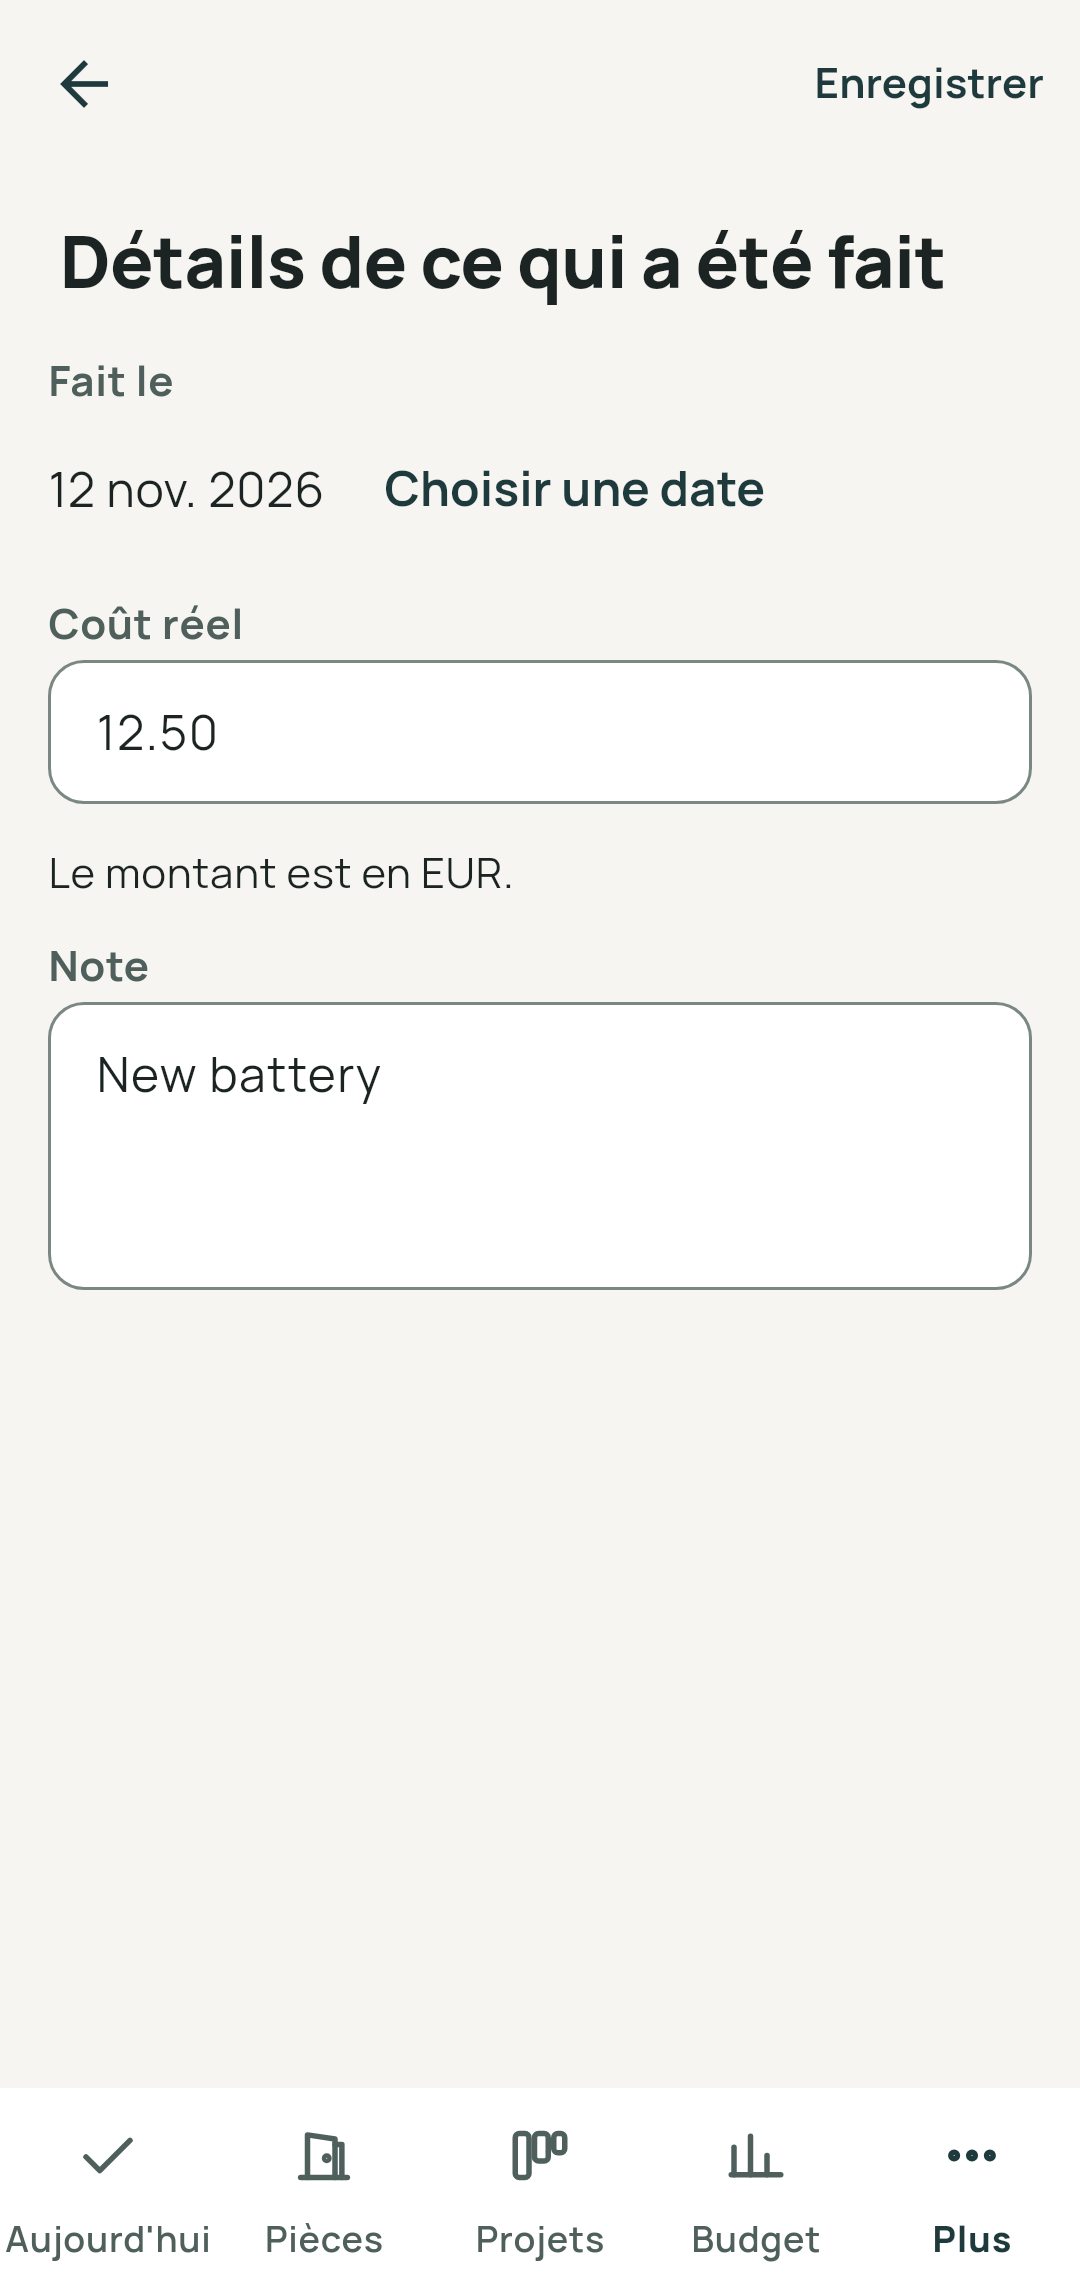 Enregistrer
Détails de ce qui a été fait
Fait le
12 nov. 2026 Choisir une date
Coût réel
12.50
Le montant est en EUR.
Note
New battery
Aujourd'hui Pièces Projets Budget Plus